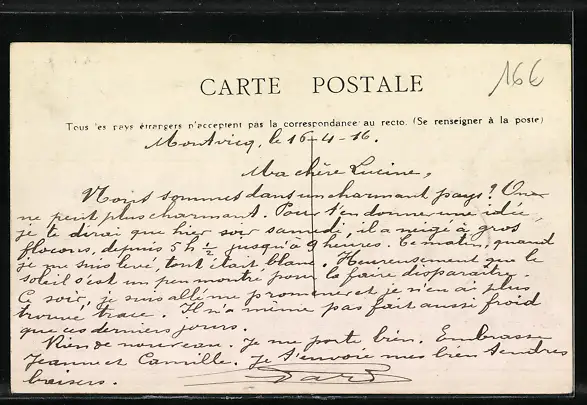 16€
CARTE POSTALE
Tous les pays étrangers n'acceptent pas la correspondance au recto. (Se renseigner à la poste)
Montvicq, le 16-4-16.
Ma chère Lucine,
Nous sommes dans un charmant pays? On
ne peint plus charmant. Pour t'en donner une idée,
je te dirai que hier soir samedi, il a neigé à gros
flocons, depuis 5h ½ jusqu'à 9 heures. Ce matin, quand
je me suis levé, tout était blanc. Heureusement que le
soleil s'est un peu montré pour la faire disparaître.
Ce soir, je suis allé me promener et je n'en ai plus
trouvé trace. Il n'a même pas fait aussi froid
que ces derniers jours.
Rien de nouveau. Je me porte bien. Embrasse
Jeanne et Camille. Je t'envoie mes bien tendres
baisers.